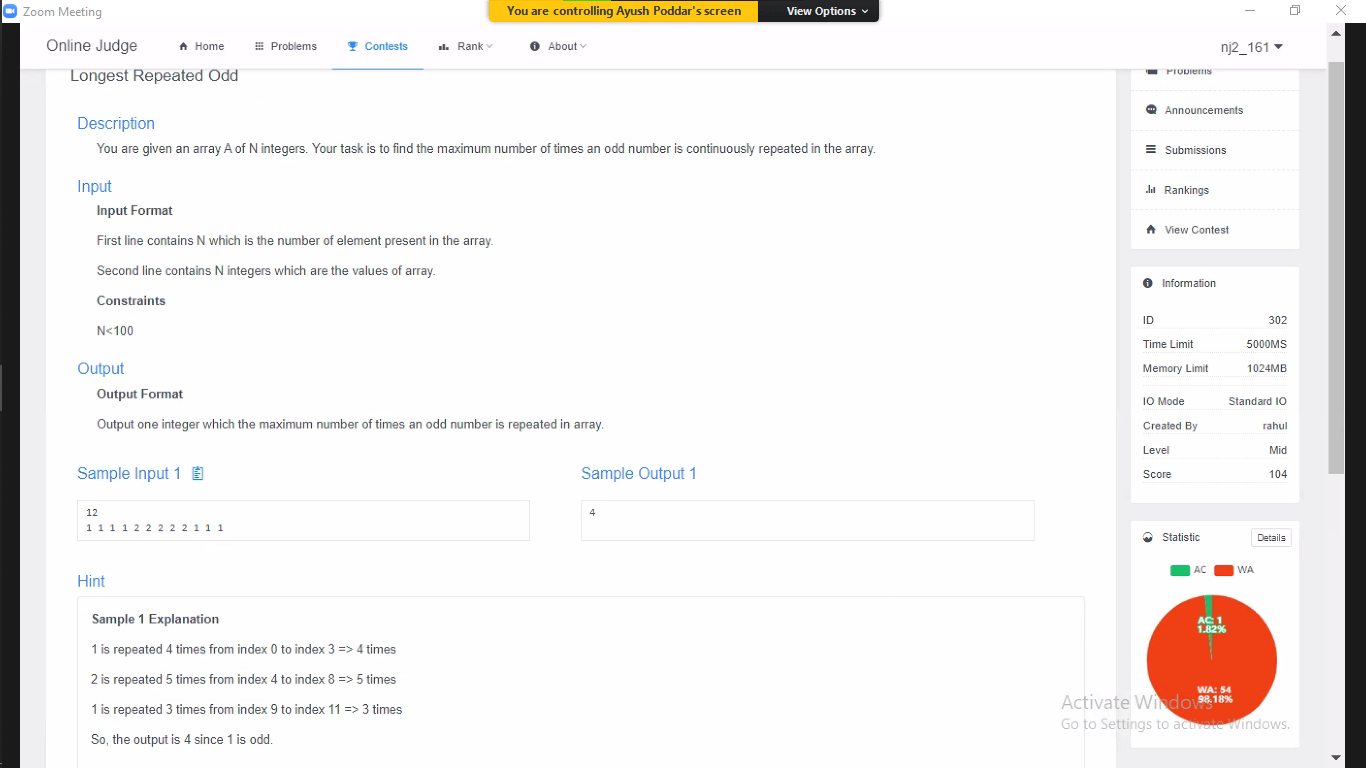 Zoom Meeting
You are controlling Ayush Poddar's screen
View Options
Online Judge
Home
Problems
Contests
Rank
About
nj2_161
Longest Repeated Odd
Description
You are given an array A of N integers. Your task is to find the maximum number of times an odd number is continuously repeated in the array.
Input
Input Format
First line contains N which is the number of element present in the array.
Second line contains N integers which are the values of array.
Constraints
N<100
Output
Output Format
Output one integer which the maximum number of times an odd number is repeated in array.
Sample Input 1
12
1 1 1 1 2 2 2 2 2 1 1 1
Sample Output 1
4
Hint
Sample 1 Explanation
1 is repeated 4 times from index 0 to index 3 => 4 times
2 is repeated 5 times from index 4 to index 8 => 5 times
1 is repeated 3 times from index 9 to index 11 => 3 times
So, the output is 4 since 1 is odd.
Problems
Announcements
Submissions
Rankings
View Contest
Information
ID 302
Time Limit 5000MS
Memory Limit 1024MB
IO Mode Standard IO
Created By rahul
Level Mid
Score 104
Statistic
Details
AC WA
AC: 1
1.82%
WA: 54
98.18%
Activate Windows
Go to Settings to activate Windows.